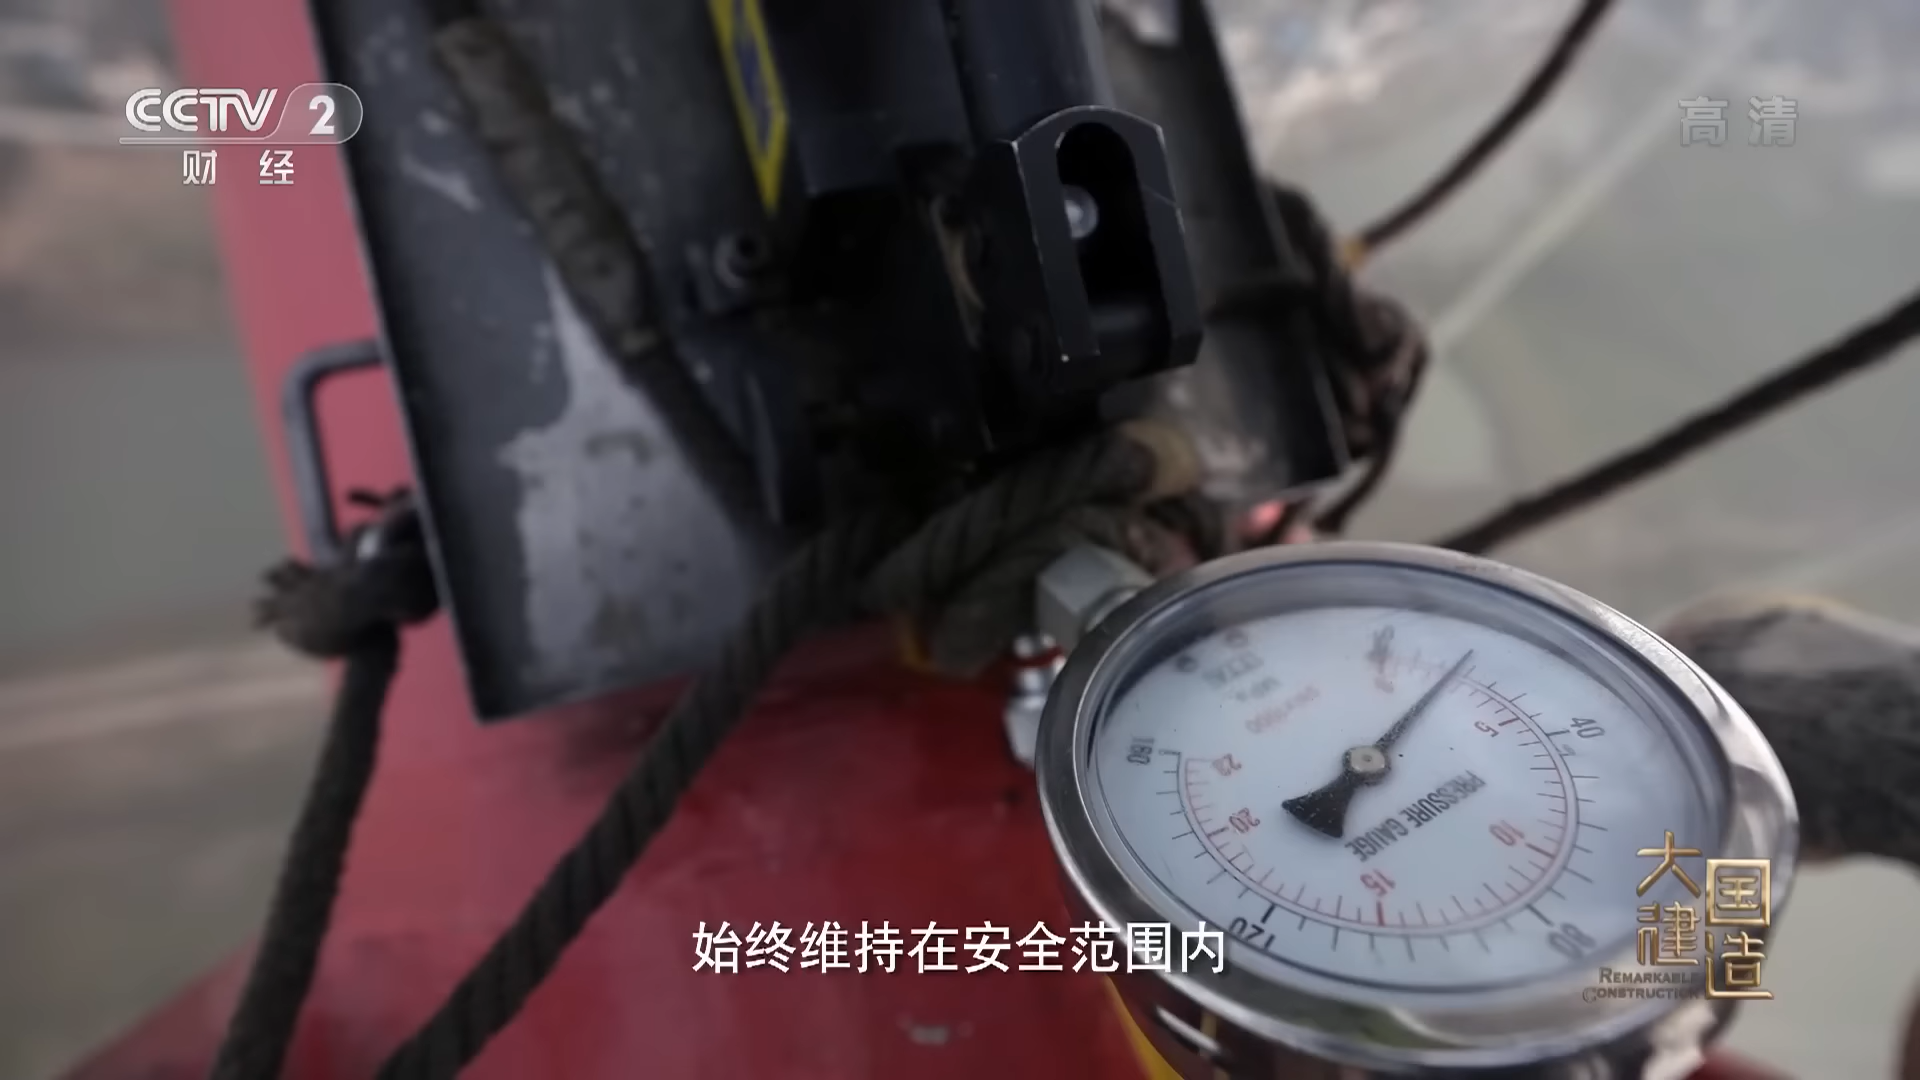 CCTV 2
财 经
高清
40
5
PRESSURE GAUGE
10
15
20
160
120
80
始终维持在安全范围内
大国
建造
REMARKABLE
CONSTRUCTION